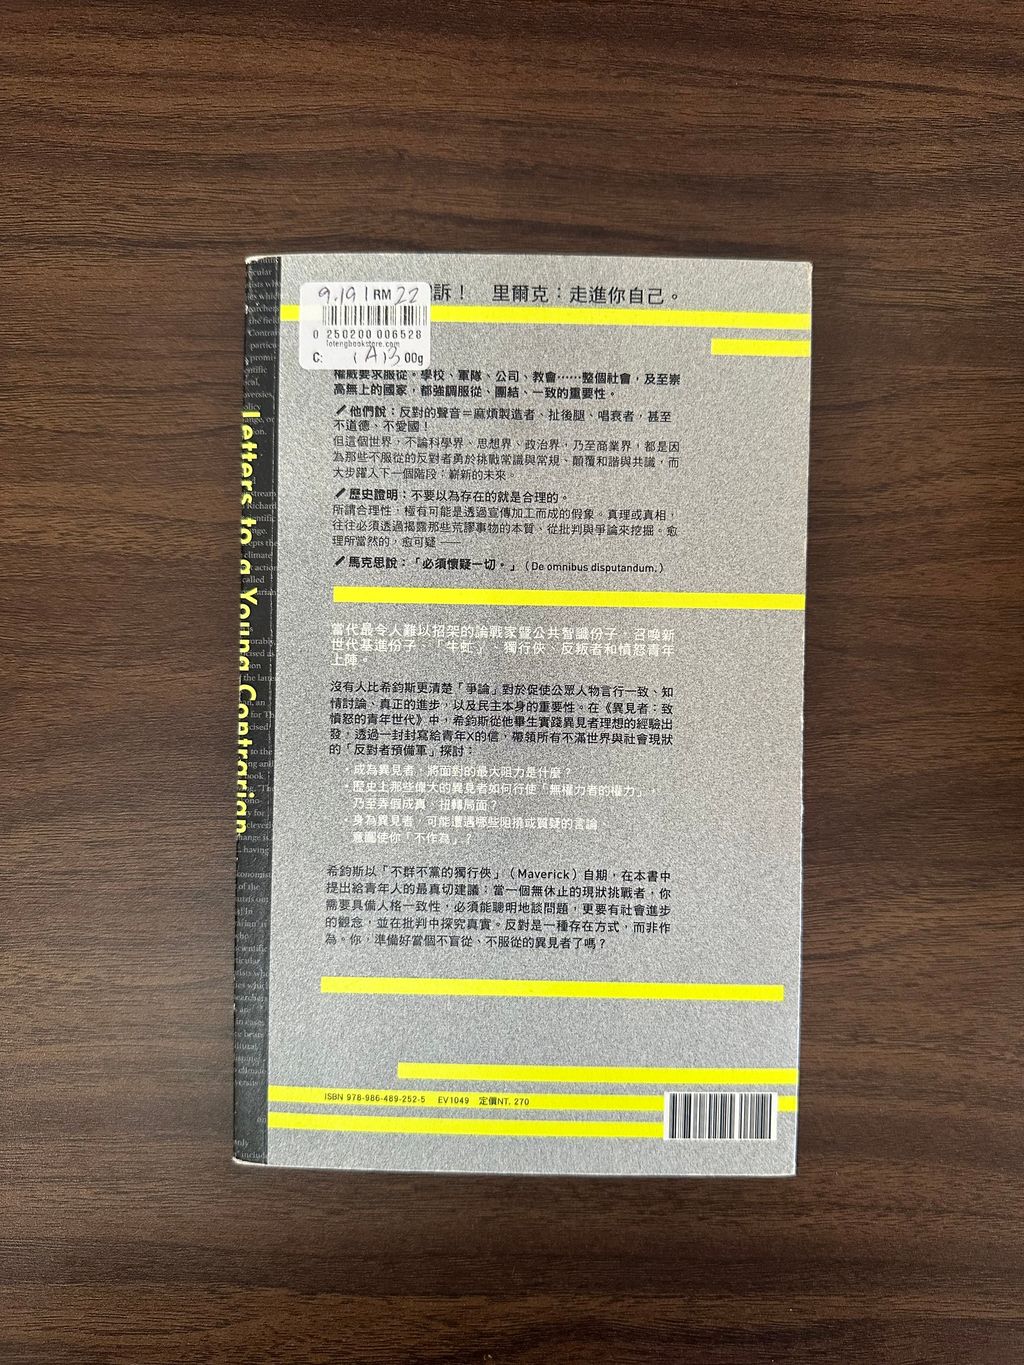 訴！　里爾克：走進你自己。
9.19 | RM 22
0 250200 006528
lotengbookstore.com
C: (A)3 00g
權威要求服從。學校、軍隊、公司、教會⋯⋯整個社會，及至崇
高無上的國家，都強調服從、團結、一致的重要性。
他們說：反對的聲音＝麻煩製造者、扯後腿、唱衰者，甚至
不道德、不愛國！
但這個世界，不論科學界、思想界、政治界，乃至商業界，都是因
為那些不服從的反對者勇於挑戰常識與常規、顛覆和諧與共識，而
大步躍入下一個階段：嶄新的未來。
歷史證明：不要以為存在的就是合理的。
所謂合理性，極有可能是透過宣傳加工而成的假象。真理或真相，
往往必須透過揭露那些荒謬事物的本質、從批判與爭論來挖掘。愈
理所當然的，愈可疑 ——
馬克思說：「必須懷疑一切。」（De omnibus disputandum.）
當代最令人難以招架的論戰家暨公共智識份子，召喚新
世代基進份子、「牛虻」、獨行俠、反叛者和憤怒青年
上陣。
沒有人比希鈞斯更清楚「爭論」對於促使公眾人物言行一致、知
情討論、真正的進步，以及民主本身的重要性。在《異見者：致
憤怒的青年世代》中，希鈞斯從他畢生實踐異見者理想的經驗出
發，透過一封封寫給青年X的信，帶領所有不滿世界與社會現狀
的「反對者預備軍」探討：
・成為異見者，將面對的最大阻力是什麼？
・歷史上那些偉大的異見者如何行使「無權力者的權力」，
乃至弄假成真，扭轉局面？
・身為異見者，可能遭遇哪些阻撓或質疑的言論
意圖使你「不作為」？
希鈞斯以「不群不黨的獨行俠」（Maverick）自期，在本書中
提出給青年人的最真切建議：當一個無休止的現狀挑戰者，你
需要具備人格一致性，必須能聰明地談問題，更要有社會進步
的觀念，並在批判中探究真實。反對是一種存在方式，而非作
為。你，準備好當個不盲從、不服從的異見者了嗎？
ISBN 978-986-489-252-5　EV1049　定價NT. 270
Letters to a Young Contrarian